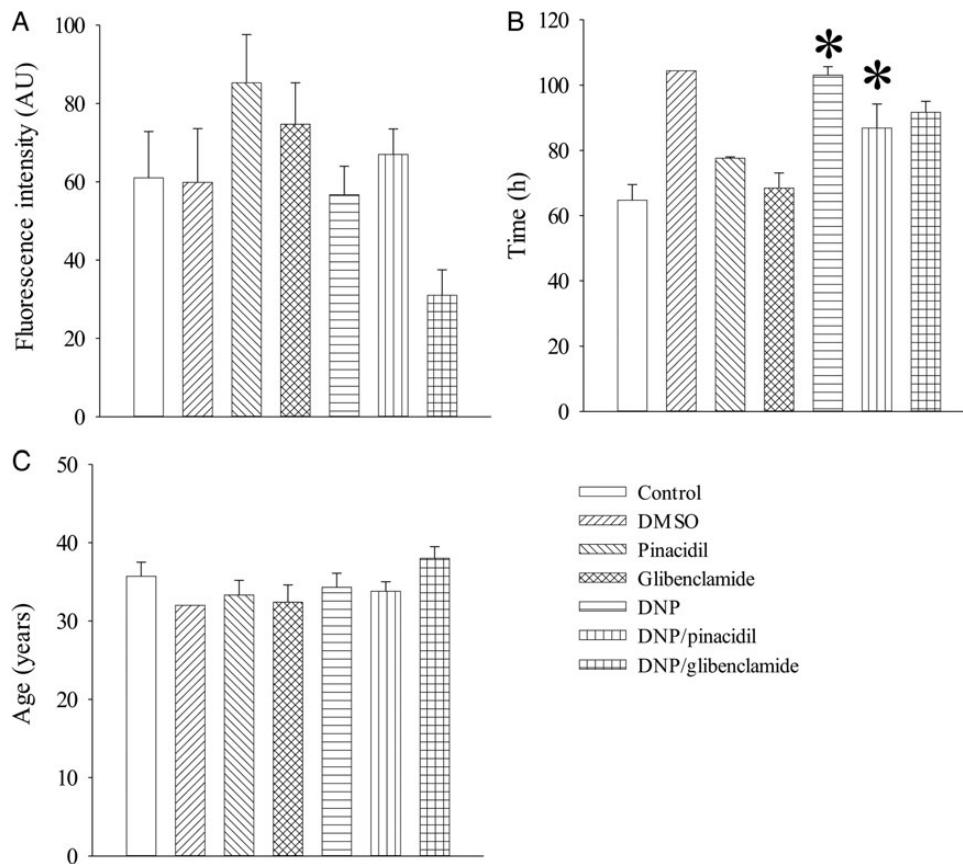 A
Fluorescence intensity (AU)
100
80
60
40
20
0
B
Time (h)
120
100
80
60
40
20
0
*
*
C
Age (years)
50
40
30
20
10
0
Control
DMSO
Pinacidil
Glibenclamide
DNP
DNP/pinacidil
DNP/glibenclamide